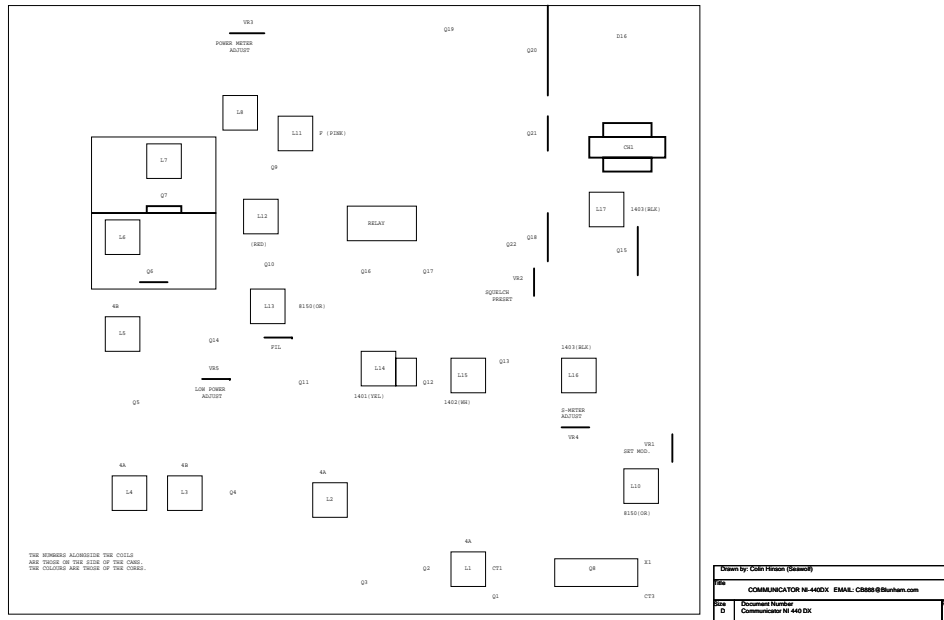 VR3
POWER METER
ADJUST
Q19
Q20
D16
L8
L11
F (PINK)
Q21
CH1
L7
Q9
Q7
L12
(RED)
RELAY
L17
1403(BLK)
L6
Q18
Q22
Q15
Q10
Q6
Q16
Q17
VR2
SQUELCH
PRESET
4B
L13
8150(OR)
L5
Q14
FIL
1403(BLK)
VR5
LOW POWER
ADJUST
Q11
L14
1401(YEL)
Q12
L15
1402(WH)
Q13
L16
Q5
S-METER
ADJUST
VR4
VR1
SET MOD.
4A
4B
4A
L4
L3
Q4
L2
L10
8150(OR)
THE NUMBERS ALONGSIDE THE COILS
ARE THOSE ON THE SIDE OF THE CANS.
THE COLOURS ARE THOSE OF THE CORES.
4A
Q3
Q2
L1
CT1
Q1
Q8
X1
CT3
Drawn by: Colin Hinson (Seawolf)
Title
COMMUNICATOR NI-440DX EMAIL: CB888@Blunham.com
Size
D
Document Number
Communicator NI 440 DX